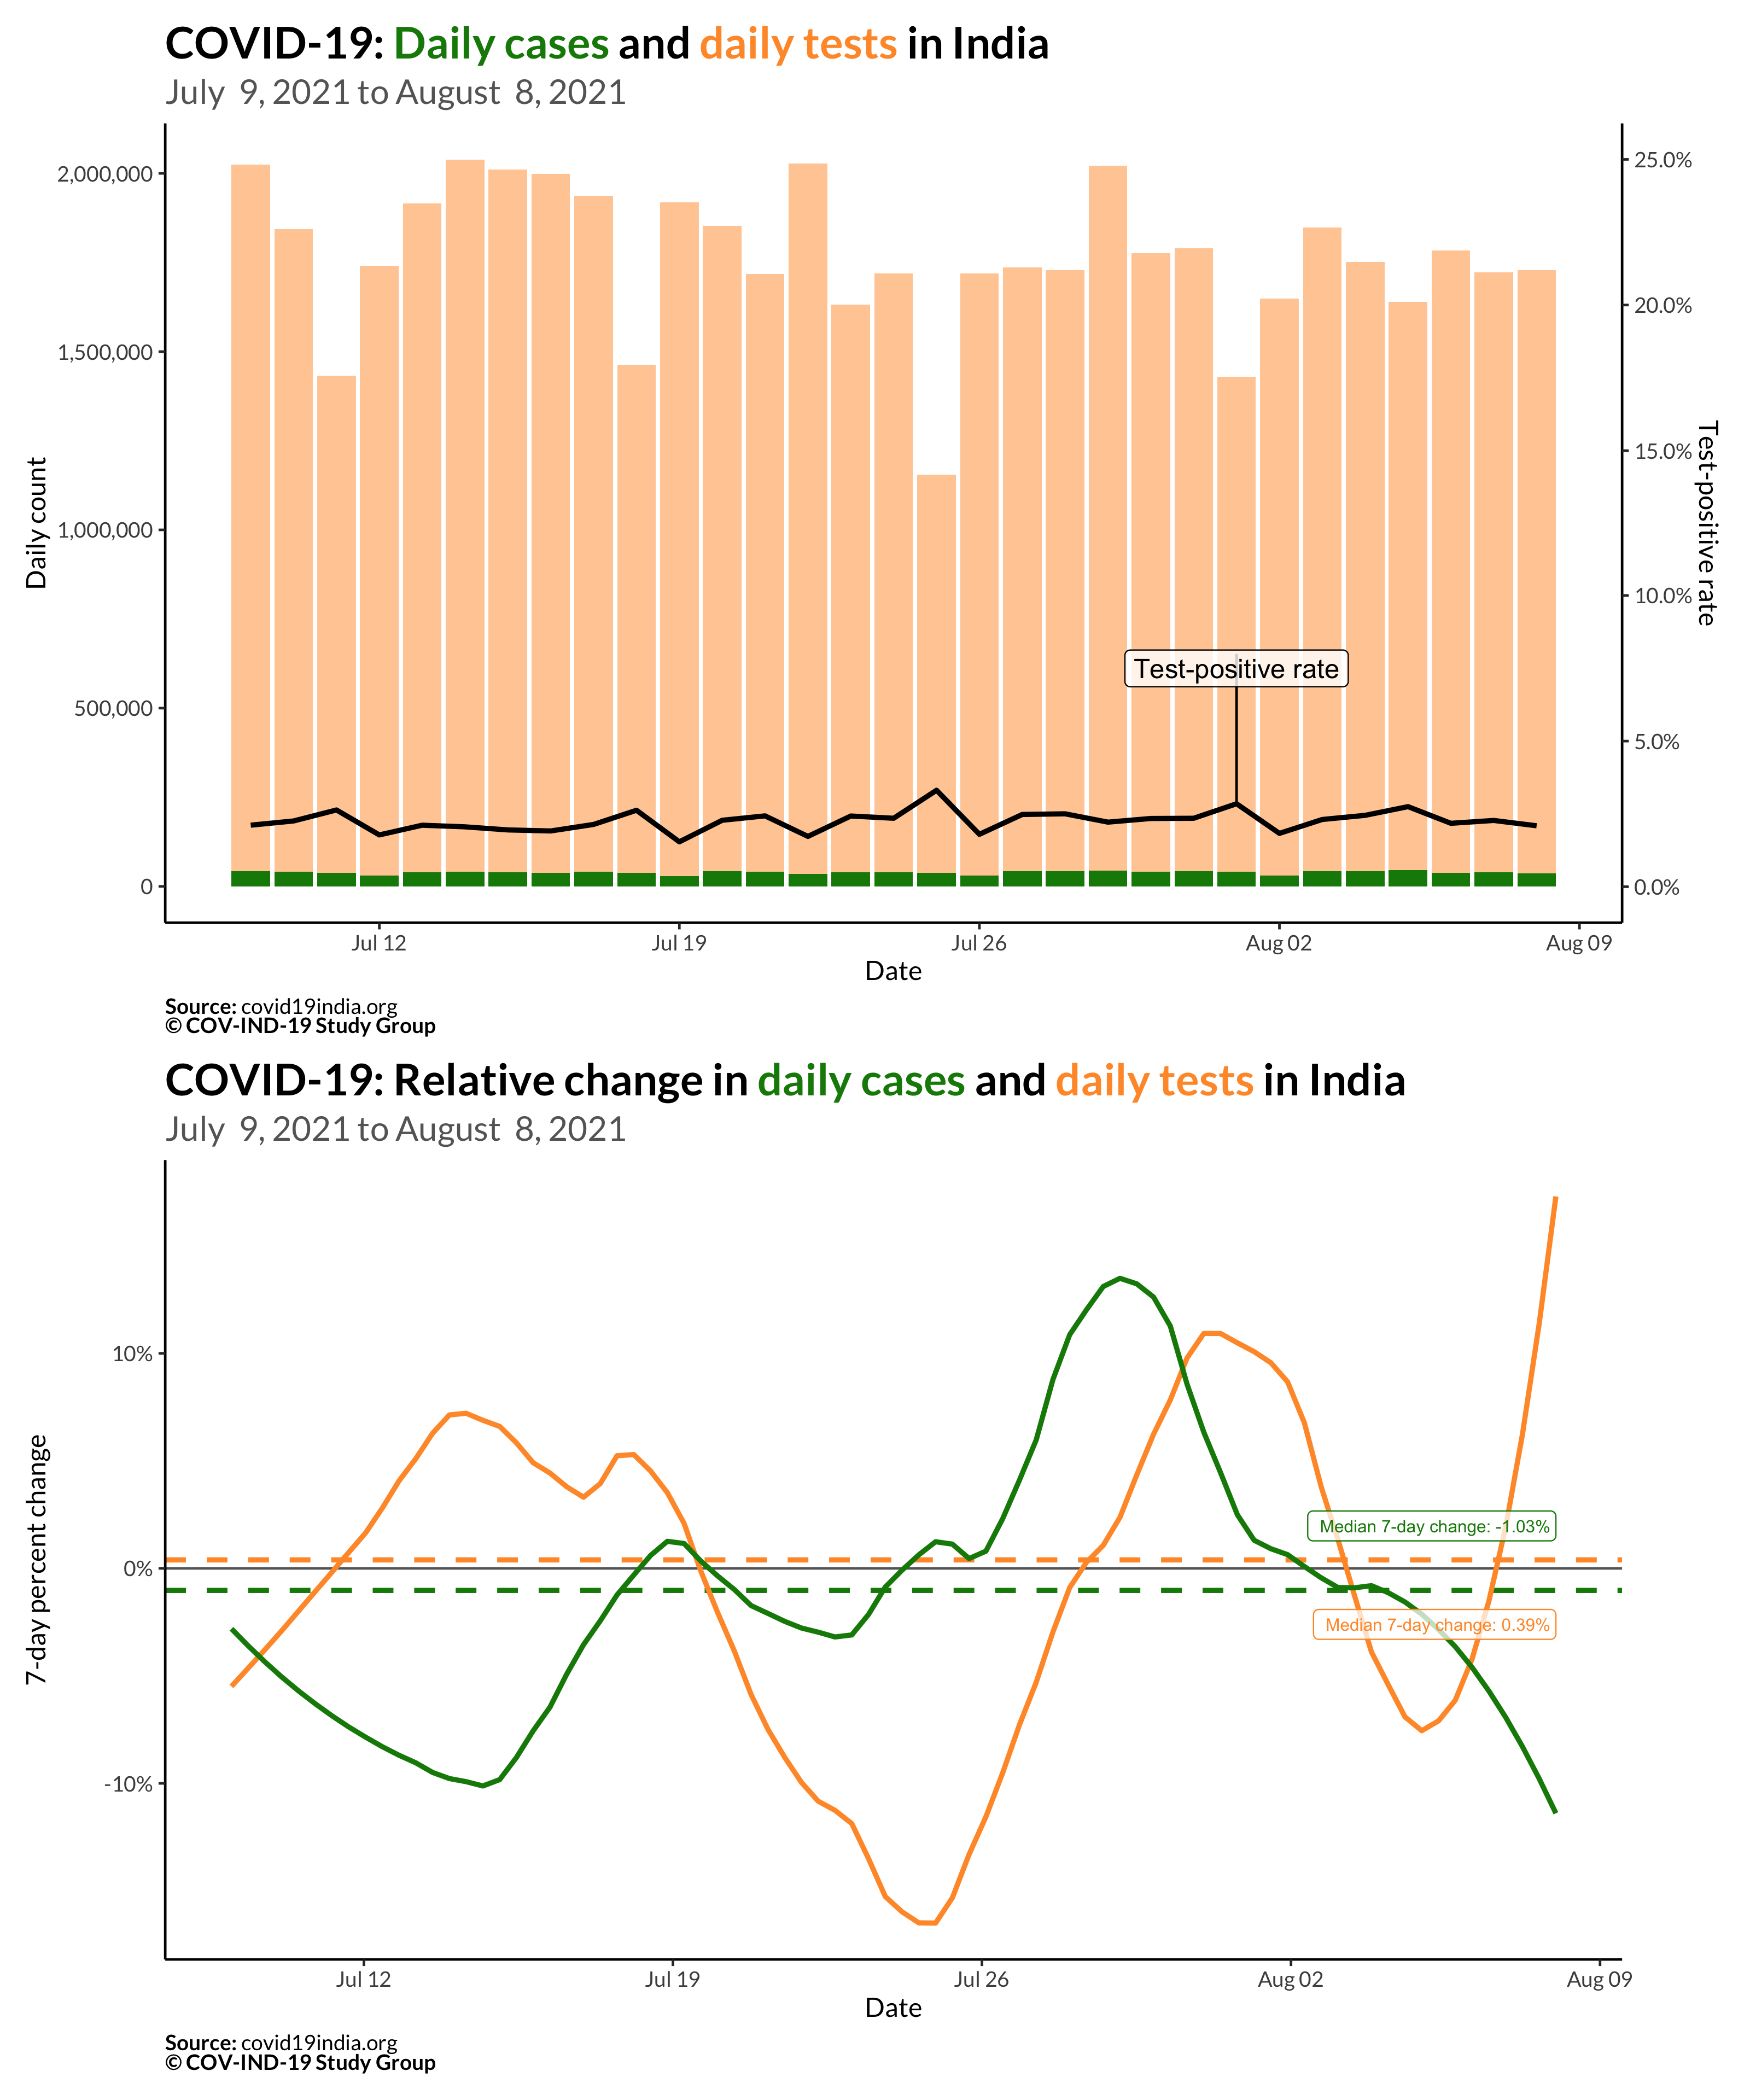 COVID-19: Daily cases and daily tests in India
July 9, 2021 to August 8, 2021
2,000,000
1,500,000
1,000,000
500,000
0
Daily count
25.0%
20.0%
15.0%
10.0%
5.0%
0.0%
Test-positive rate
Test-positive rate
Jul 12
Jul 19
Jul 26
Aug 02
Aug 09
Date
Source: covid19india.org
© COV-IND-19 Study Group
COVID-19: Relative change in daily cases and daily tests in India
July 9, 2021 to August 8, 2021
10%
0%
-10%
7-day percent change
Median 7-day change: -1.03%
Median 7-day change: 0.39%
Jul 12
Jul 19
Jul 26
Aug 02
Aug 09
Date
Source: covid19india.org
© COV-IND-19 Study Group